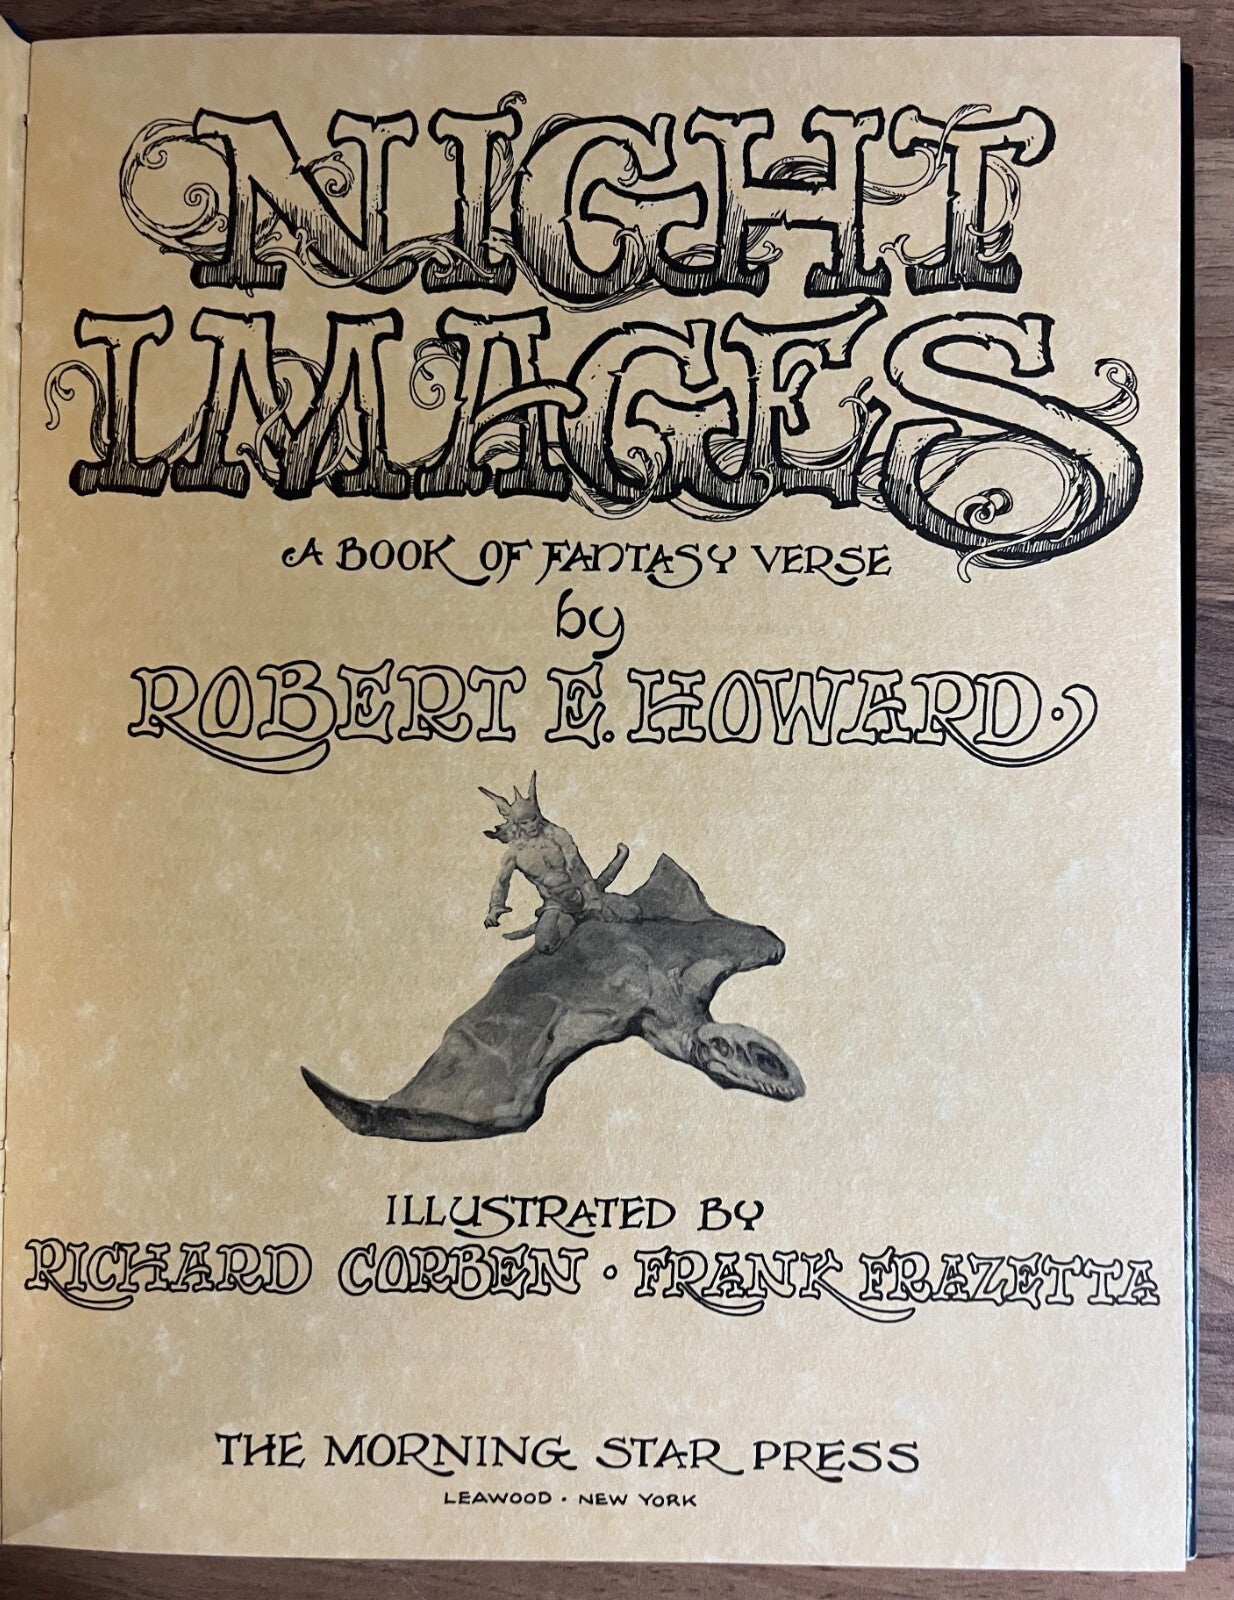 NIGHT
IMAGES
A BOOK OF FANTASY VERSE
by
ROBERT E. HOWARD.
ILLUSTRATED BY
RICHARD CORBEN · FRANK FRAZETTA
THE MORNING STAR PRESS
LEAWOOD · NEW YORK